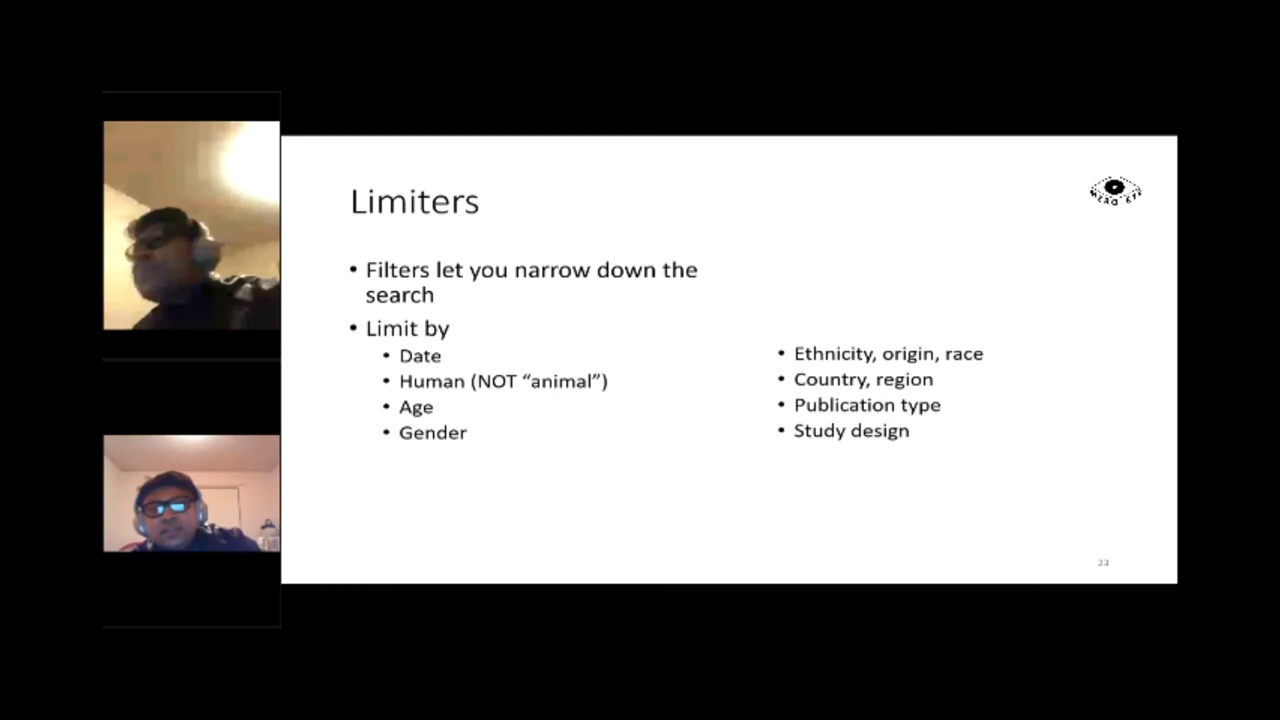 Limiters
• Filters let you narrow down the
search
• Limit by
• Date
• Human (NOT “animal”)
• Age
• Gender
• Ethnicity, origin, race
• Country, region
• Publication type
• Study design
23